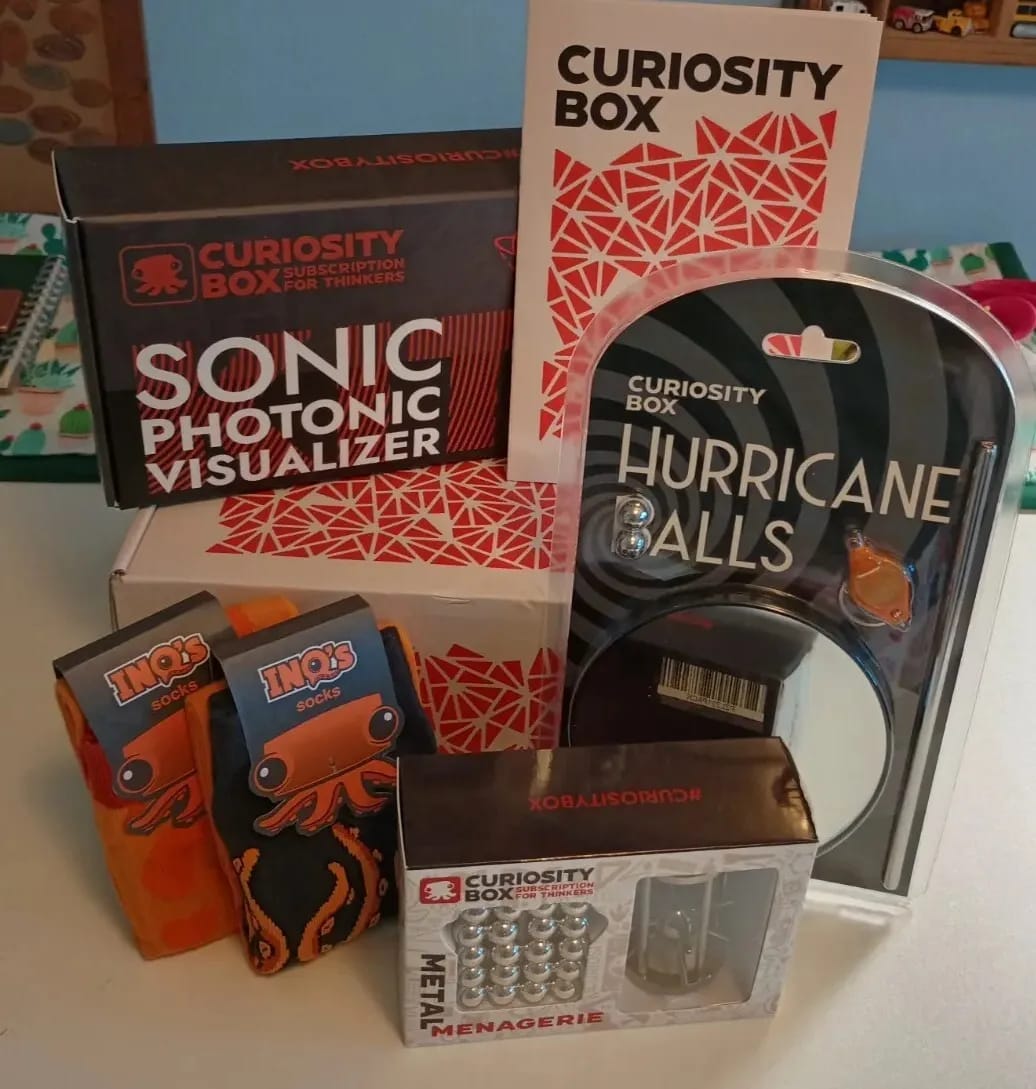 #CURIOSITYBOX
CURIOSITY
BOX
SUBSCRIPTION
FOR THINKERS
SONIC
PHOTONIC
VISUALIZER
CURIOSITY
BOX
CURIOSITY
BOX
HURRICANE
BALLS
INQ'S
socks
INQ'S
socks
#CURIOSITYBOX
CURIOSITY
BOX
SUBSCRIPTION
FOR THINKERS
METAL
MENAGERIE